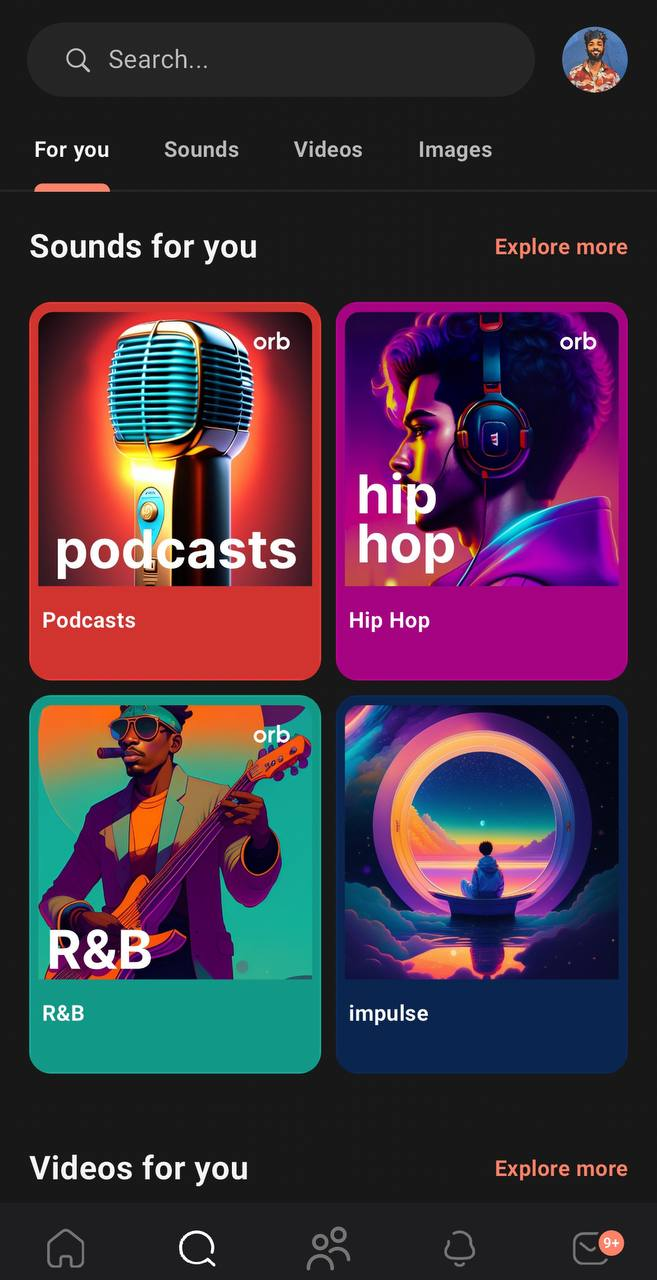 Search...
For you
Sounds
Videos
Images
Sounds for you
Explore more
orb
podcasts
Podcasts
orb
hip
hop
Hip Hop
orb
R&B
R&B
impulse
Videos for you
Explore more
9+